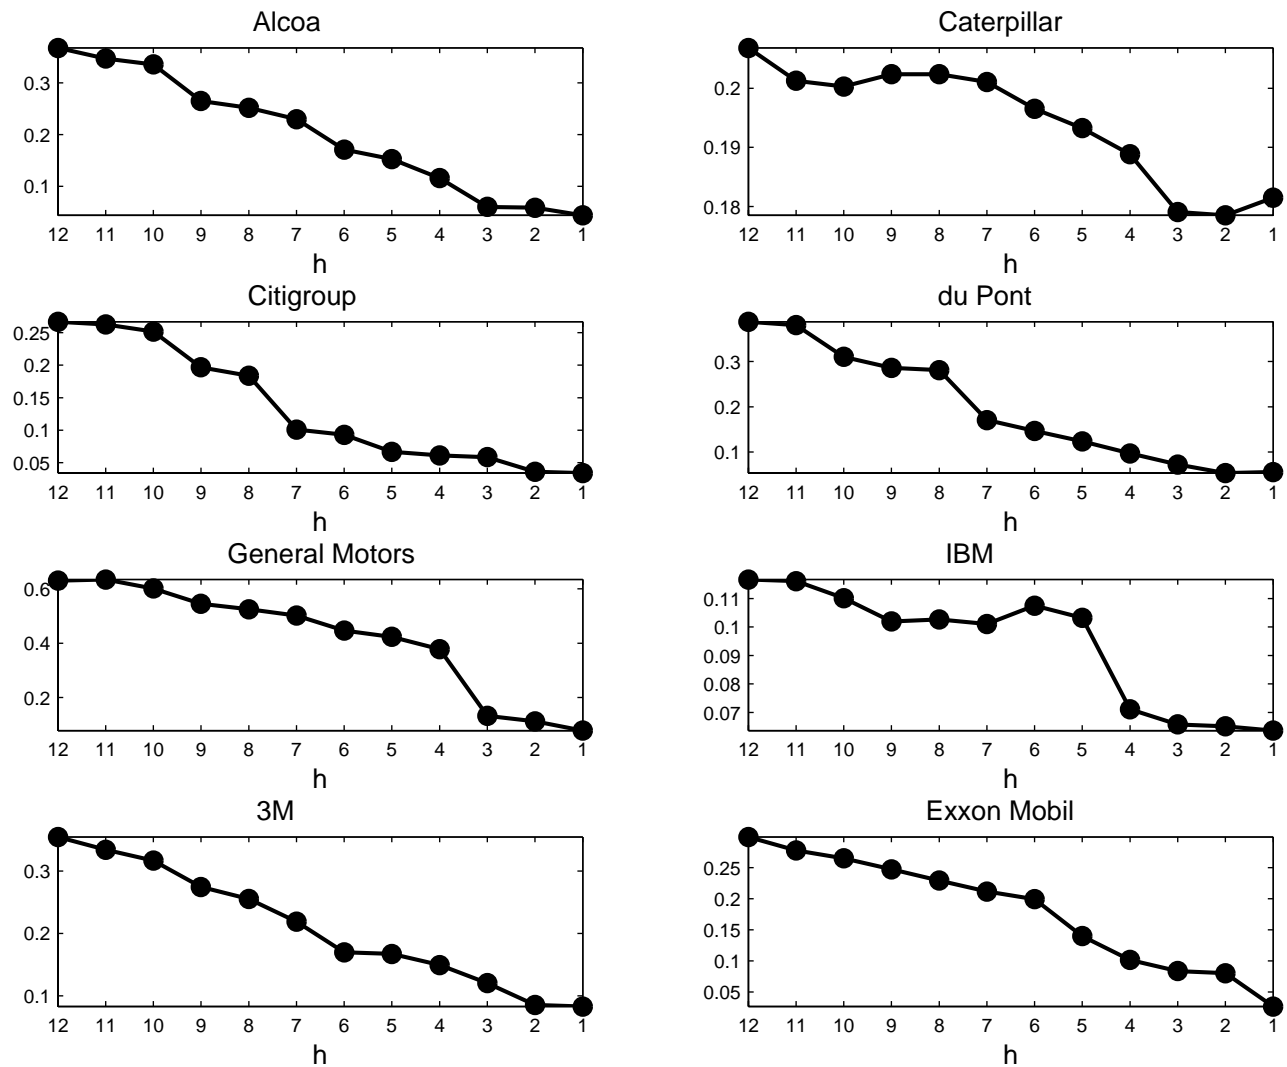 Alcoa
0.3
0.2
0.1
12 11 10 9 8 7 6 5 4 3 2 1
h
Caterpillar
0.2
0.19
0.18
12 11 10 9 8 7 6 5 4 3 2 1
h
Citigroup
0.25
0.2
0.15
0.1
0.05
12 11 10 9 8 7 6 5 4 3 2 1
h
du Pont
0.3
0.2
0.1
12 11 10 9 8 7 6 5 4 3 2 1
h
General Motors
0.6
0.4
0.2
12 11 10 9 8 7 6 5 4 3 2 1
h
IBM
0.11
0.1
0.09
0.08
0.07
12 11 10 9 8 7 6 5 4 3 2 1
h
3M
0.3
0.2
0.1
12 11 10 9 8 7 6 5 4 3 2 1
h
Exxon Mobil
0.25
0.2
0.15
0.1
0.05
12 11 10 9 8 7 6 5 4 3 2 1
h